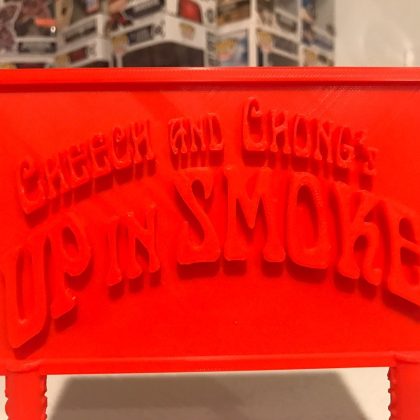 CHEECH AND CHONG'S
UP IN SMOKE